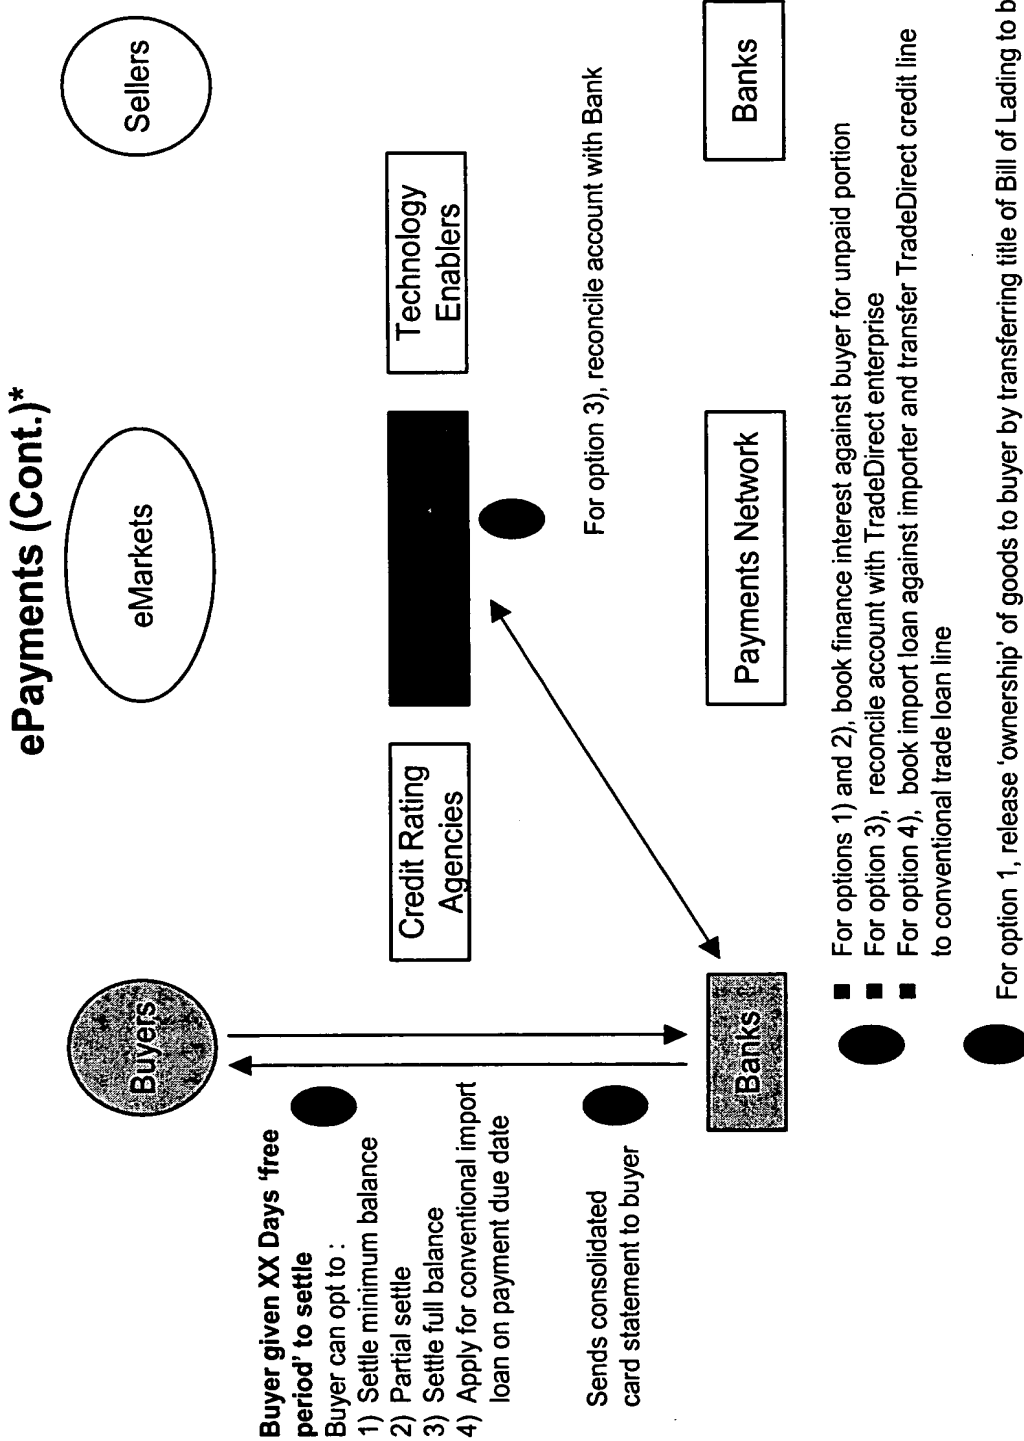 ePayments (Cont.)*
Buyers
eMarkets
Sellers
Buyer given XX Days 'free
period' to settle
Buyer can opt to :
1) Settle minimum balance
2) Partial settle
3) Settle full balance
4) Apply for conventional import
loan on payment due date
Credit Rating
Agencies
Technology
Enablers
For option 3), reconcile account with Bank
Sends consolidated
card statement to buyer
Banks
Payments Network
Banks
For options 1) and 2), book finance interest against buyer for unpaid portion
For option 3), reconcile account with TradeDirect enterprise
For option 4), book import loan against importer and transfer TradeDirect credit line
to conventional trade loan line
For option 1, release 'ownership' of goods to buyer by transferring title of Bill of Lading to b